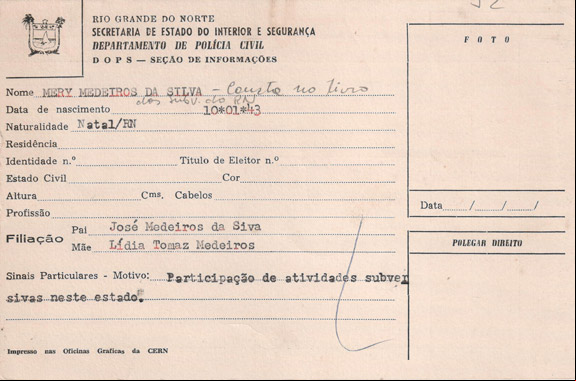 RIO GRANDE DO NORTE
SECRETARIA DE ESTADO DO INTERIOR E SEGURANÇA
DEPARTAMENTO DE POLÍCIA CIVIL
D O P S — SEÇÃO DE INFORMAÇÕES
Nome MERY MEDEIROS DA SILVA - Consta no livro
dos subv. do RN
Data de nascimento 10*01*43
Naturalidade Natal/RN
Residência
Identidade n.º Titulo de Eleitor n.º
Estado Civil Cor
Altura Cms. Cabelos
Profissão
Filiação
Pai José Medeiros da Siva
Mãe Lídia Tomaz Medeiros
Sinais Particulares - Motivo: Participação de atividades subver
sivas neste estado.
Impresso nas Oficinas Graficas da CERN
F O T O
Data / / /
POLEGAR DIREITO